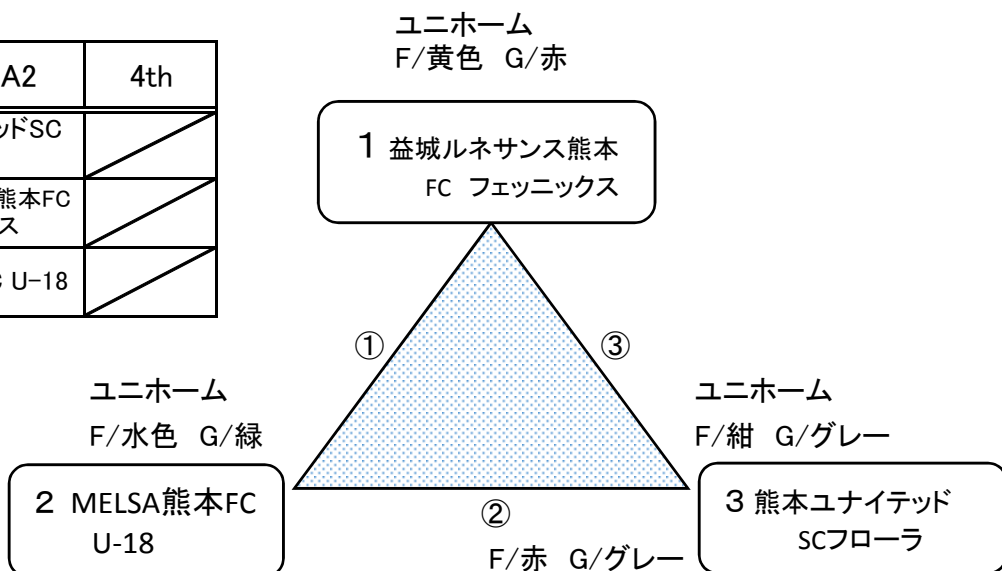 A2 4th
ッドSC
熊本FC
ス
U-18
ユニホーム
F/黄色 G/赤
1 益城ルネサンス熊本
FC フェッニックス
①
③
ユニホーム
F/水色 G/緑
2 MELSA熊本FC
U-18
②
F/赤 G/グレー
ユニホーム
F/紺 G/グレー
3 熊本ユナイテッド
SCフローラ